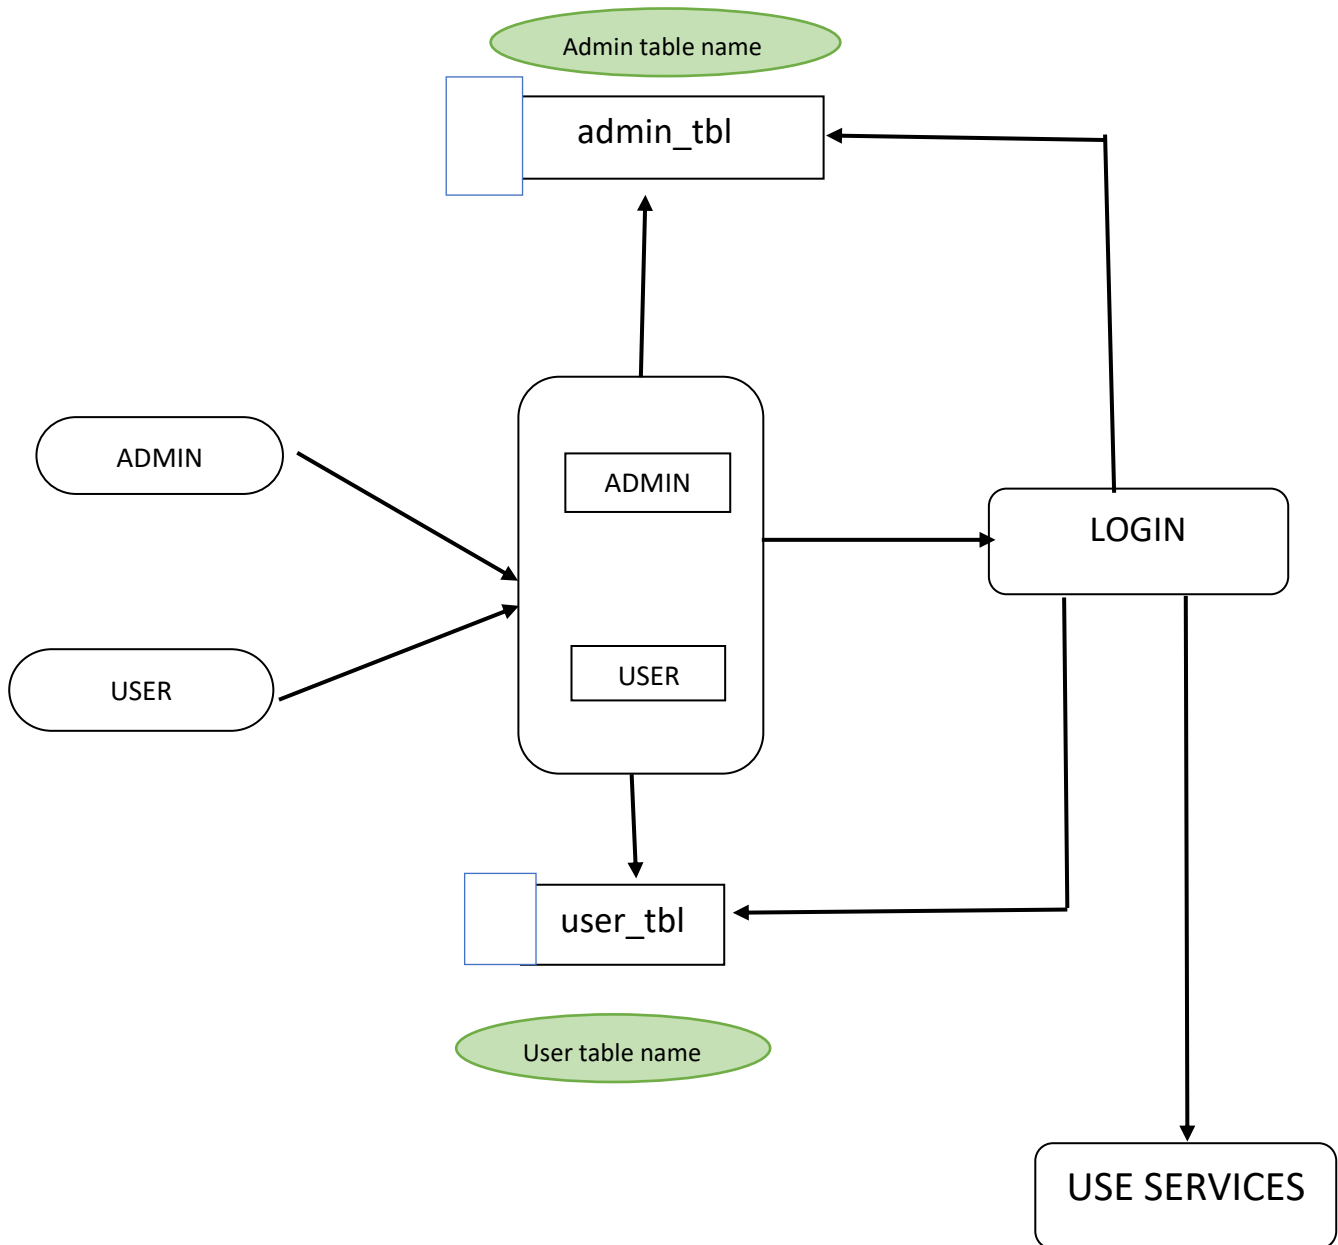 Admin table name
admin_tbl
ADMIN
ADMIN
LOGIN
USER
USER
user_tbl
User table name
USE SERVICES